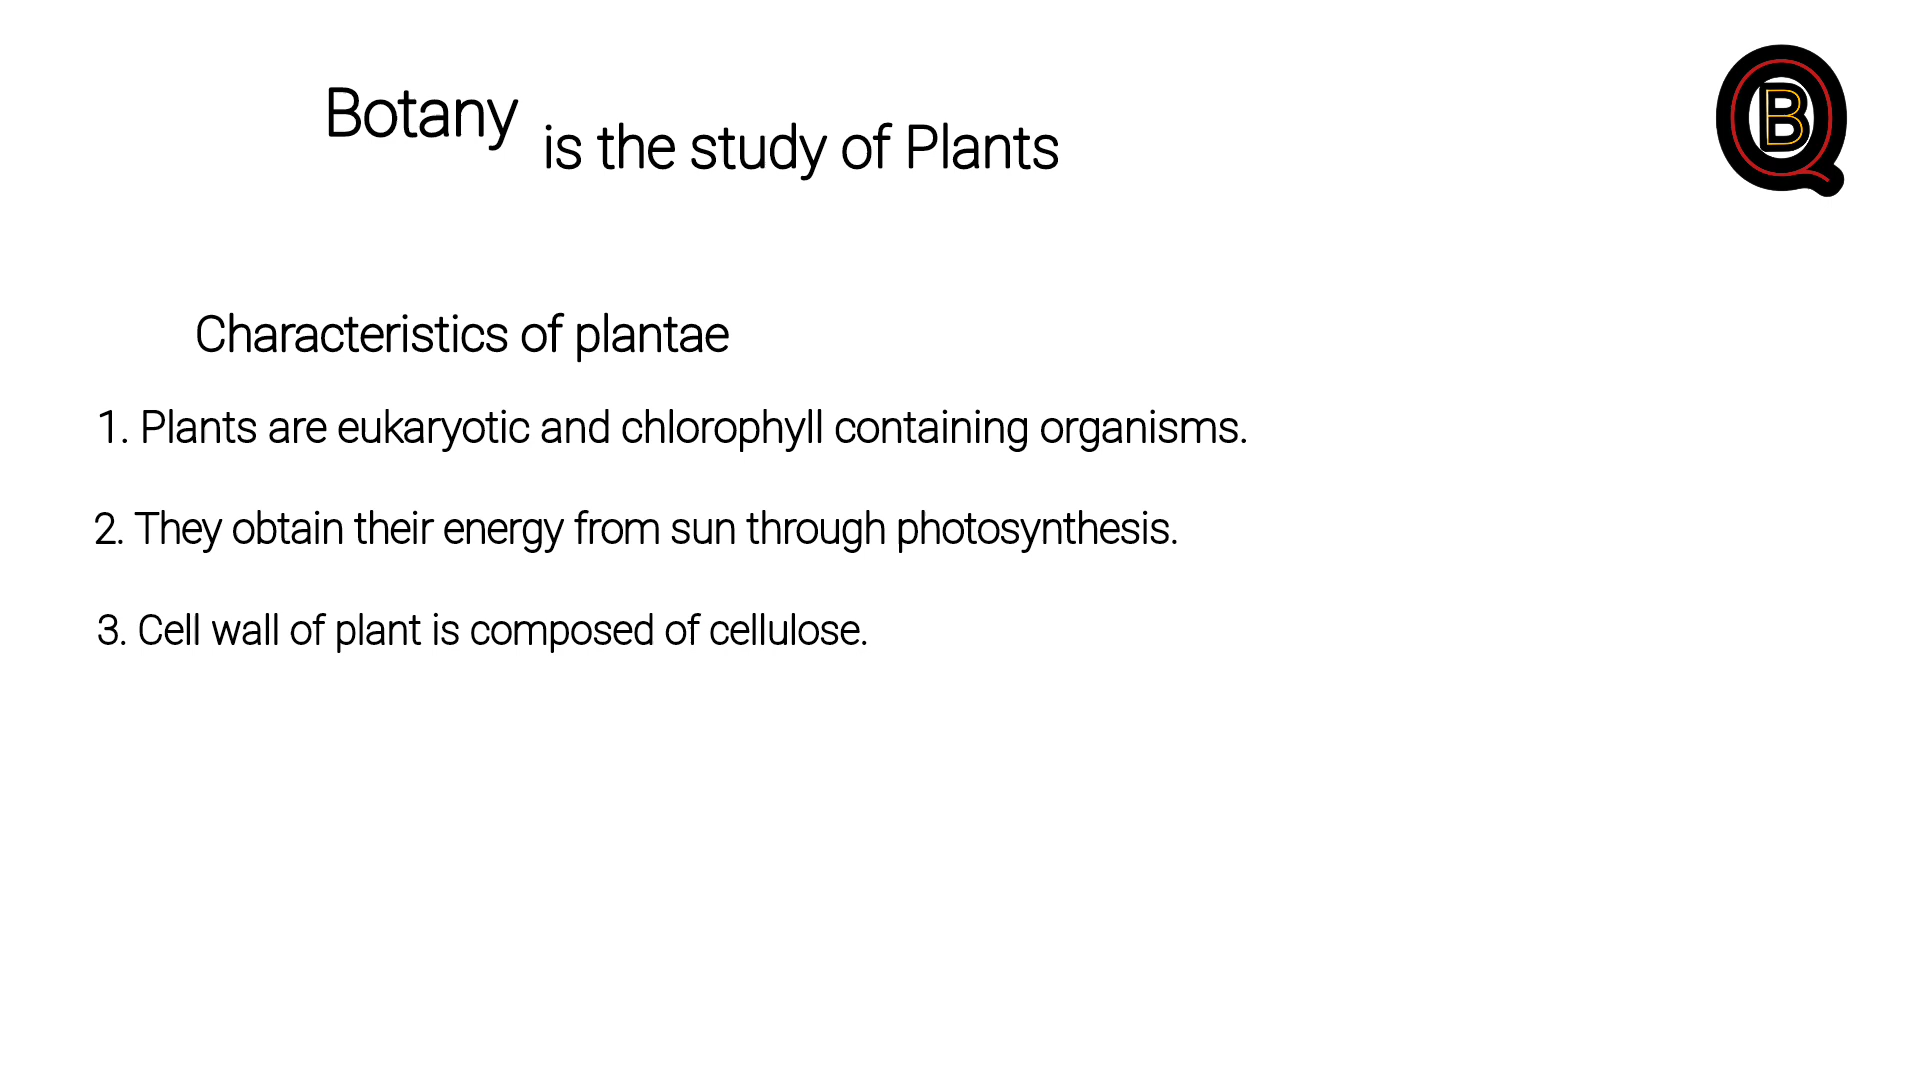 Botany is the study of Plants
QB
Characteristics of plantae
1. Plants are eukaryotic and chlorophyll containing organisms.
2. They obtain their energy from sun through photosynthesis.
3. Cell wall of plant is composed of cellulose.